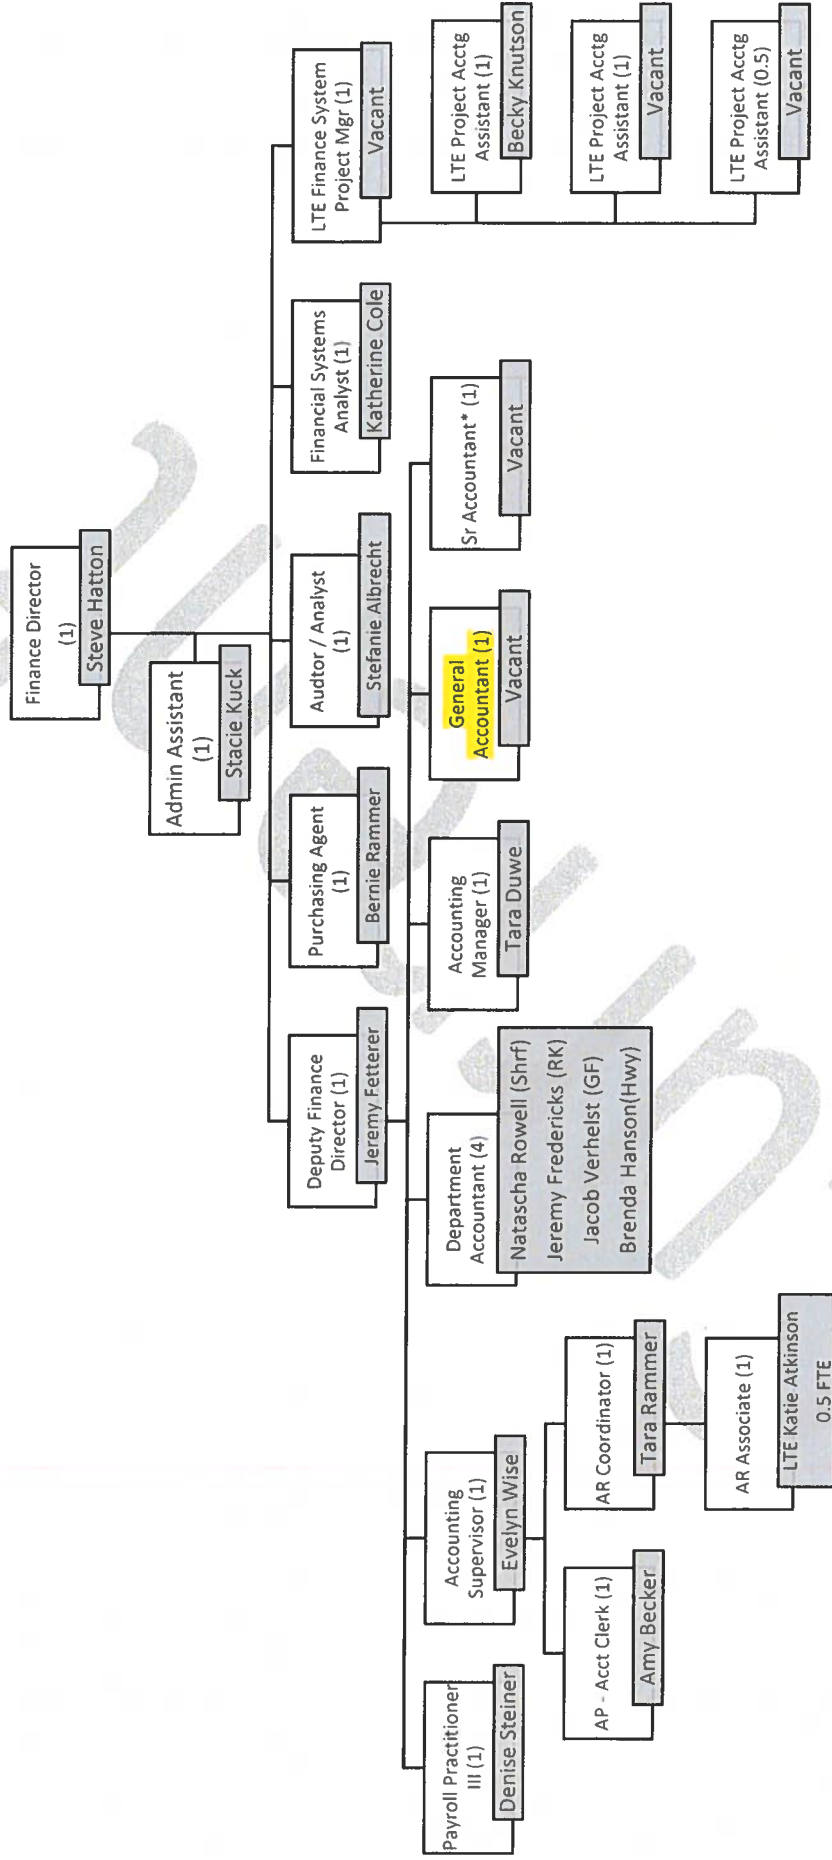 Finance Director
(1)
Steve Hatton
Admin Assistant
(1)
Stacie Kuck
Deputy Finance
Director (1)
Jeremy Fetterer
Purchasing Agent
(1)
Bernie Rammer
Audtor / Analyst
(1)
Stefanie Albrecht
Financial Systems
Analyst (1)
Katherine Cole
LTE Finance System
Project Mgr (1)
Vacant
Payroll Practitioner
III (1)
Denise Steiner
Accounting
Supervisor (1)
Evelyn Wise
Department
Accountant (4)
Natascha Rowell (Shrf)
Jeremy Fredericks (RK)
Jacob Verhelst (GF)
Brenda Hanson(Hwy)
Accounting
Manager (1)
Tara Duwe
General
Accountant (1)
Vacant
Sr Accountant* (1)
Vacant
LTE Project Acctg
Assistant (1)
Becky Knutson
LTE Project Acctg
Assistant (1)
Vacant
LTE Project Acctg
Assistant (0.5)
Vacant
AP - Acct Clerk (1)
Amy Becker
AR Coordinator (1)
Tara Rammer
AR Associate (1)
LTE Katie Atkinson
0.5 FTE